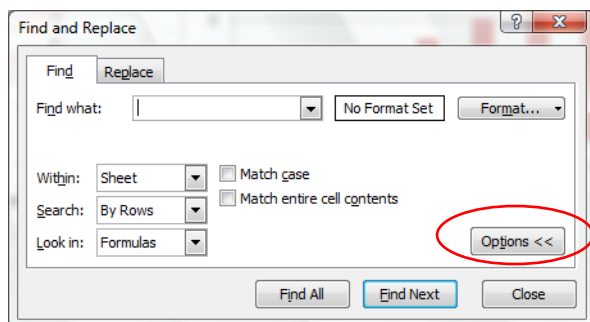 Find and Replace
Find Replace
Find what: No Format Set Format...
Within: Sheet Match case
Match entire cell contents
Search: By Rows
Look in: Formulas Options <<
Find All Find Next Close